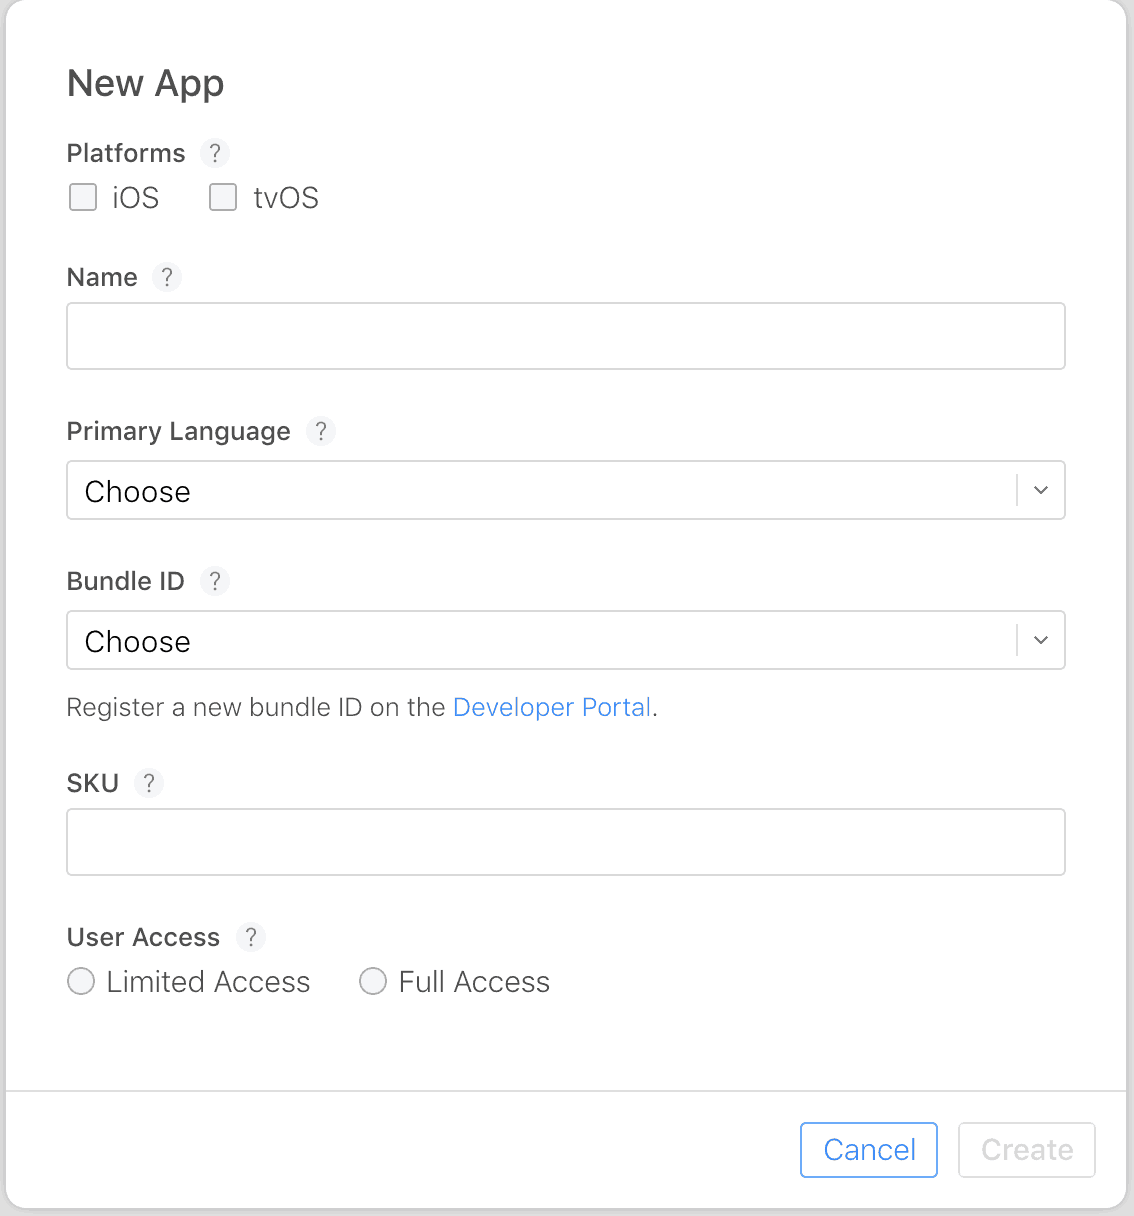 New App
Platforms ?
iOS tvOS
Name ?
Primary Language ?
Choose
Bundle ID ?
Choose
Register a new bundle ID on the Developer Portal.
SKU ?
User Access ?
Limited Access Full Access
Cancel Create